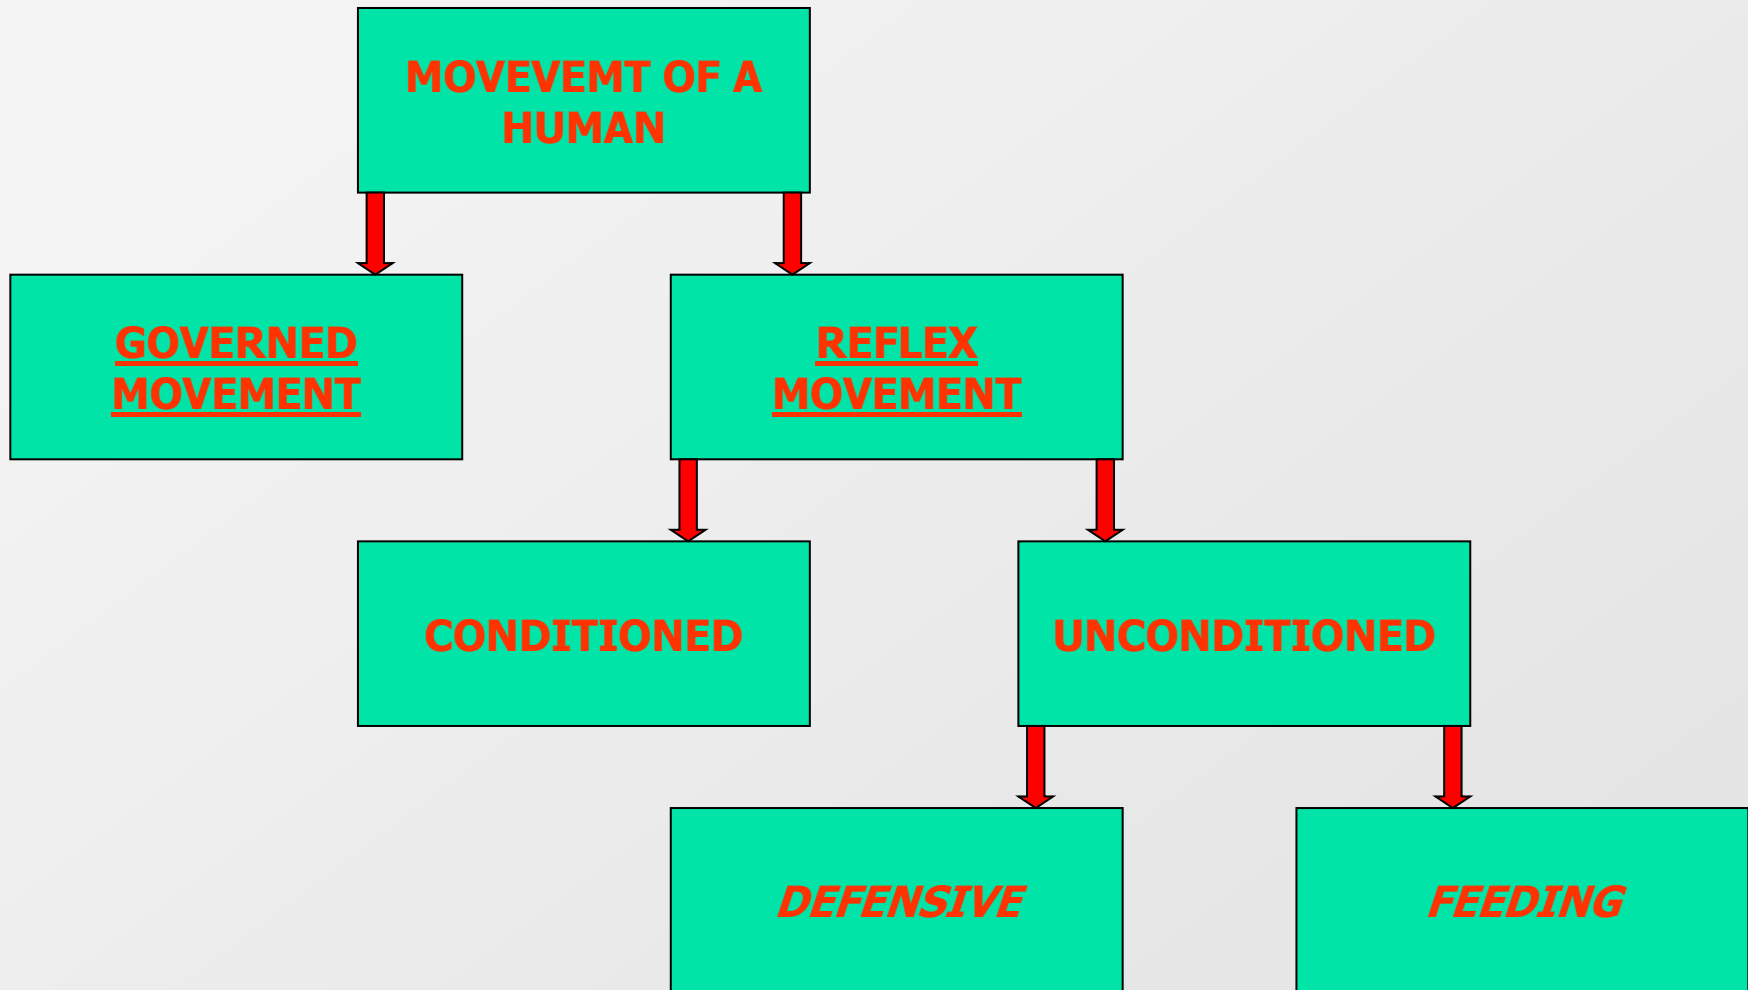 MOVEVEMT OF A
HUMAN
GOVERNED
MOVEMENT
REFLEX
MOVEMENT
CONDITIONED
UNCONDITIONED
DEFENSIVE
FEEDING